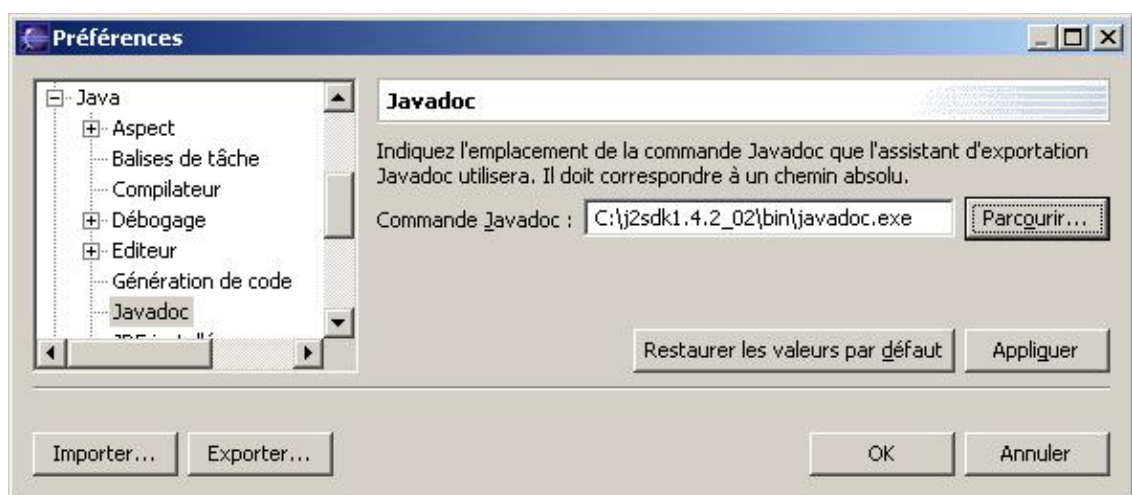 Préférences
Java
Aspect
Balises de tâche
Compilateur
Débogage
Editeur
Génération de code
Javadoc
Javadoc
Indiquez l'emplacement de la commande Javadoc que l'assistant d'exportation
Javadoc utilisera. Il doit correspondre à un chemin absolu.
Commande Javadoc : C:\j2sdk1.4.2_02\bin\javadoc.exe Parcourir...
Restaurer les valeurs par défaut Appliquer
Importer... Exporter... OK Annuler